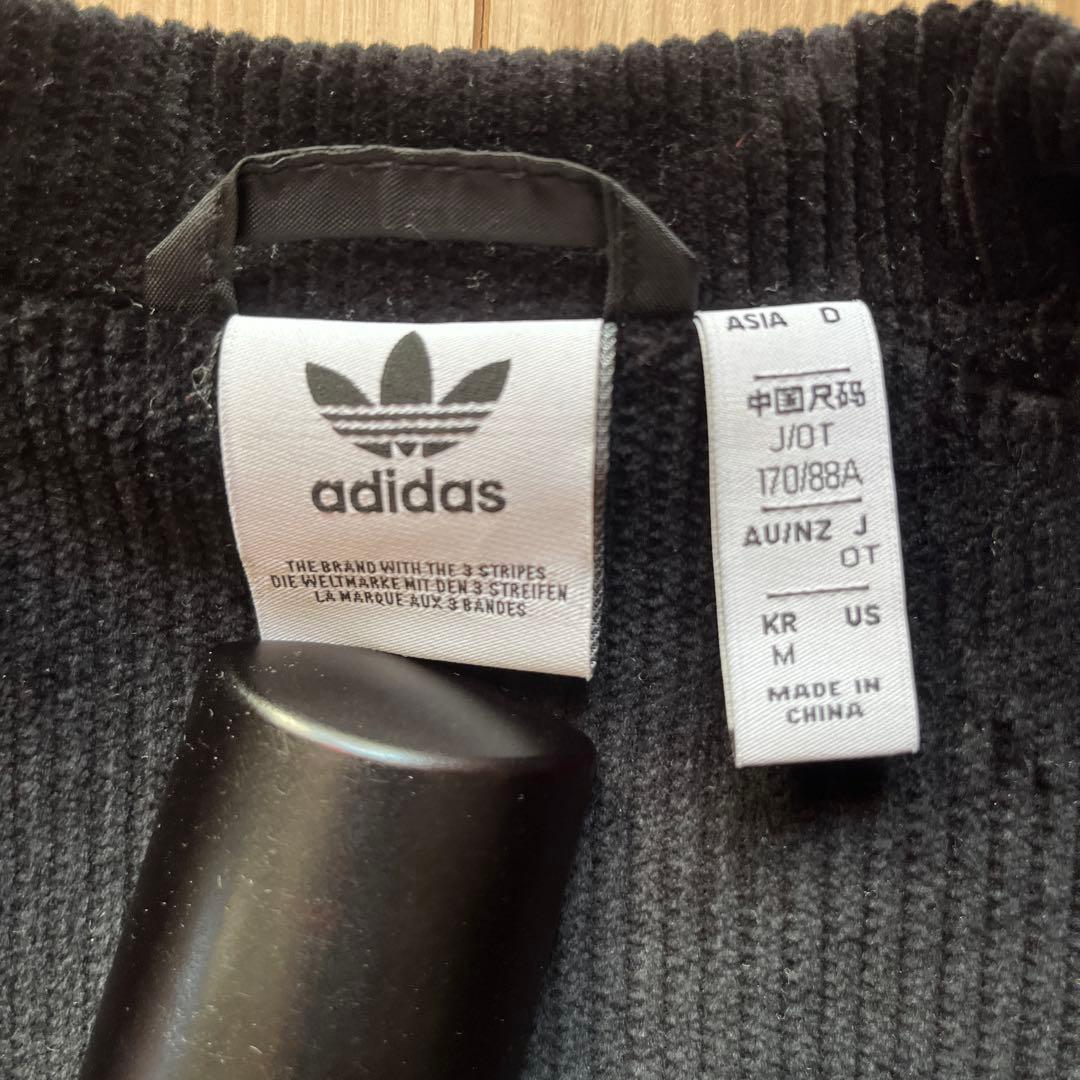 adidas
THE BRAND WITH THE 3 STRIPES
DIE WELTMARKE MIT DEN 3 STREIFEN
LA MARQUE AUX 3 BANDES
ASIA D
中国尺码
J/OT
170/88A
AU/NZ J
OT
KR US
M
MADE IN
CHINA